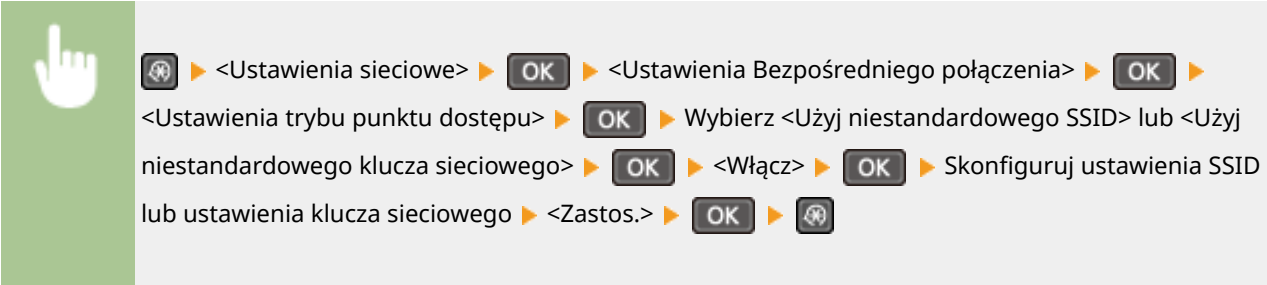 <Ustawienia sieciowe> OK <Ustawienia Bezpośredniego połączenia> OK
<Ustawienia trybu punktu dostępu> OK Wybierz <Użyj niestandardowego SSID> lub <Użyj
niestandardowego klucza sieciowego> OK <Włącz> OK Skonfiguruj ustawienia SSID
lub ustawienia klucza sieciowego <Zastos.> OK